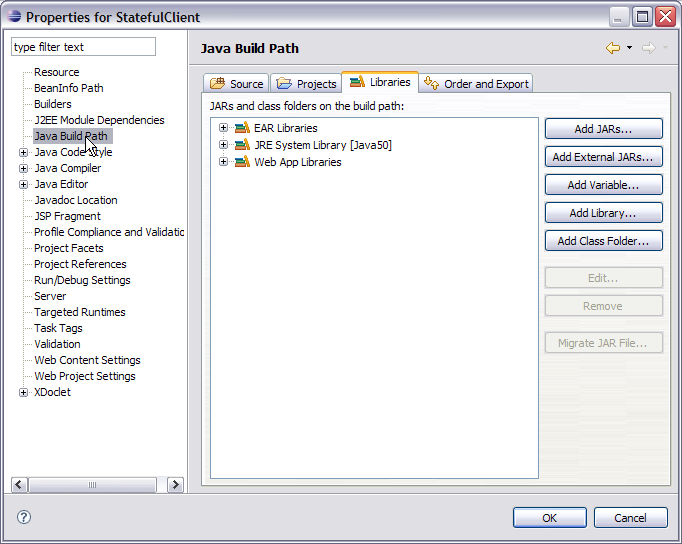 Properties for StatefulClient
type filter text
Resource
BeanInfo Path
Builders
J2EE Module Dependencies
Java Build Path
Java Code Style
Java Compiler
Java Editor
Javadoc Location
JSP Fragment
Profile Compliance and Validatic
Project Facets
Project References
Run/Debug Settings
Server
Targeted Runtimes
Task Tags
Validation
Web Content Settings
Web Project Settings
XDoclet
Java Build Path
Source
Projects
Libraries
Order and Export
JARs and class folders on the build path:
EAR Libraries
JRE System Library [Java50]
Web App Libraries
Add JARs...
Add External JARs...
Add Variable...
Add Library...
Add Class Folder...
Edit...
Remove
Migrate JAR File...
?
OK
Cancel